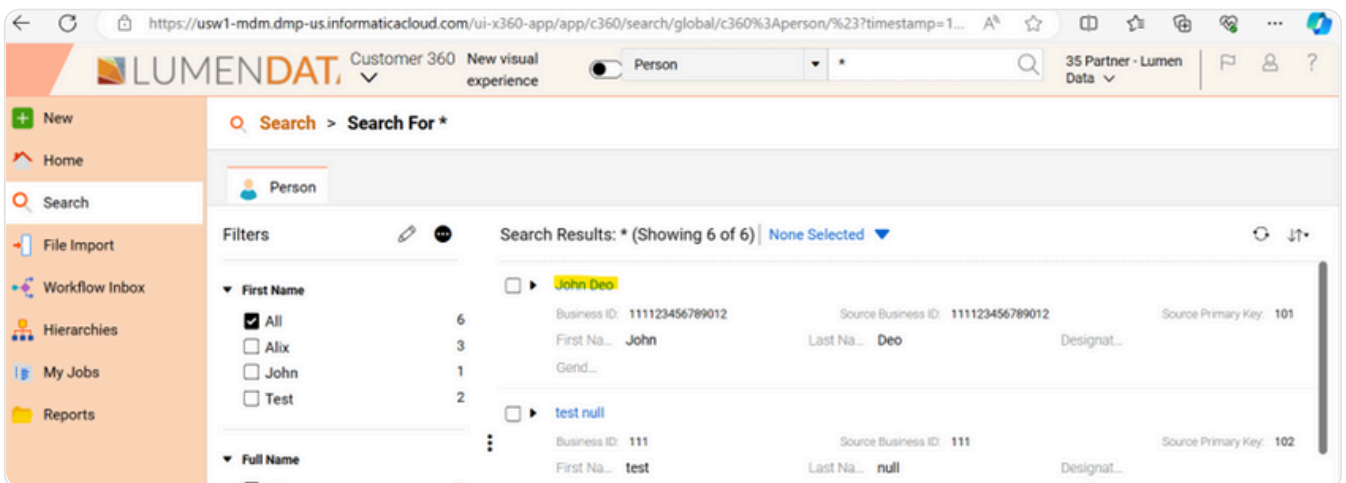 https://usw1-mdm.dmp-us.informaticacloud.com/ui-x360-app/app/c360/search/global/c360%3Aperson/%23?timestamp=1...
LUMENDATA Customer 360 New visual experience Person * 35 Partner - Lumen Data ?
New
Home
Search
File Import
Workflow Inbox
Hierarchies
My Jobs
Reports
Search > Search For *
Person
Filters
First Name
All 6
Alix 3
John 1
Test 2
Full Name
Search Results: * (Showing 6 of 6) None Selected
John Deo
Business ID: 111123456789012 Source Business ID: 111123456789012 Source Primary Key: 101
First Na... John Last Na... Deo Designat...
Gend...
test null
Business ID: 111 Source Business ID: 111 Source Primary Key: 102
First Na... test Last Na... null Designat...